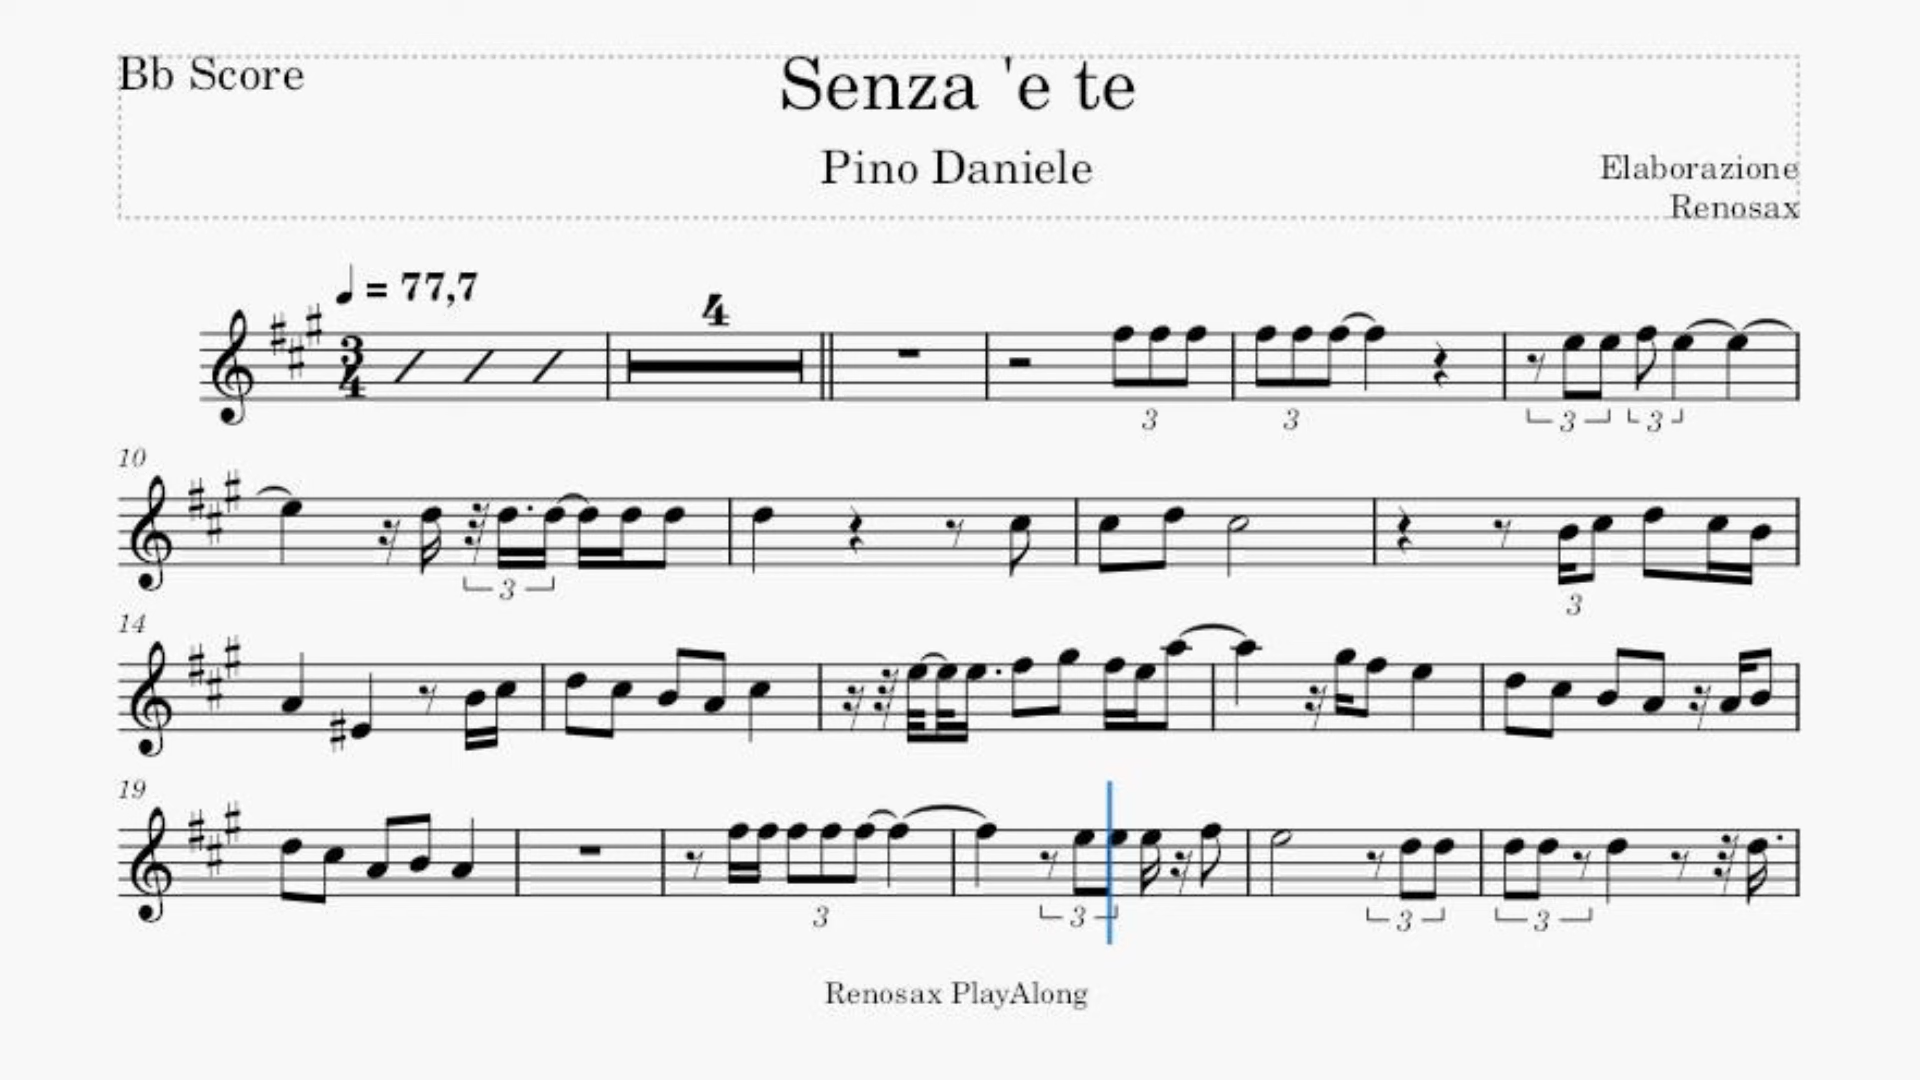 Bb Score
Senza 'e te
Pino Daniele
Elaborazione
Renosax
= 77,7
4
3
4
3
3
3
3
10
3
3
14
19
3
3
3
3
Renosax PlayAlong